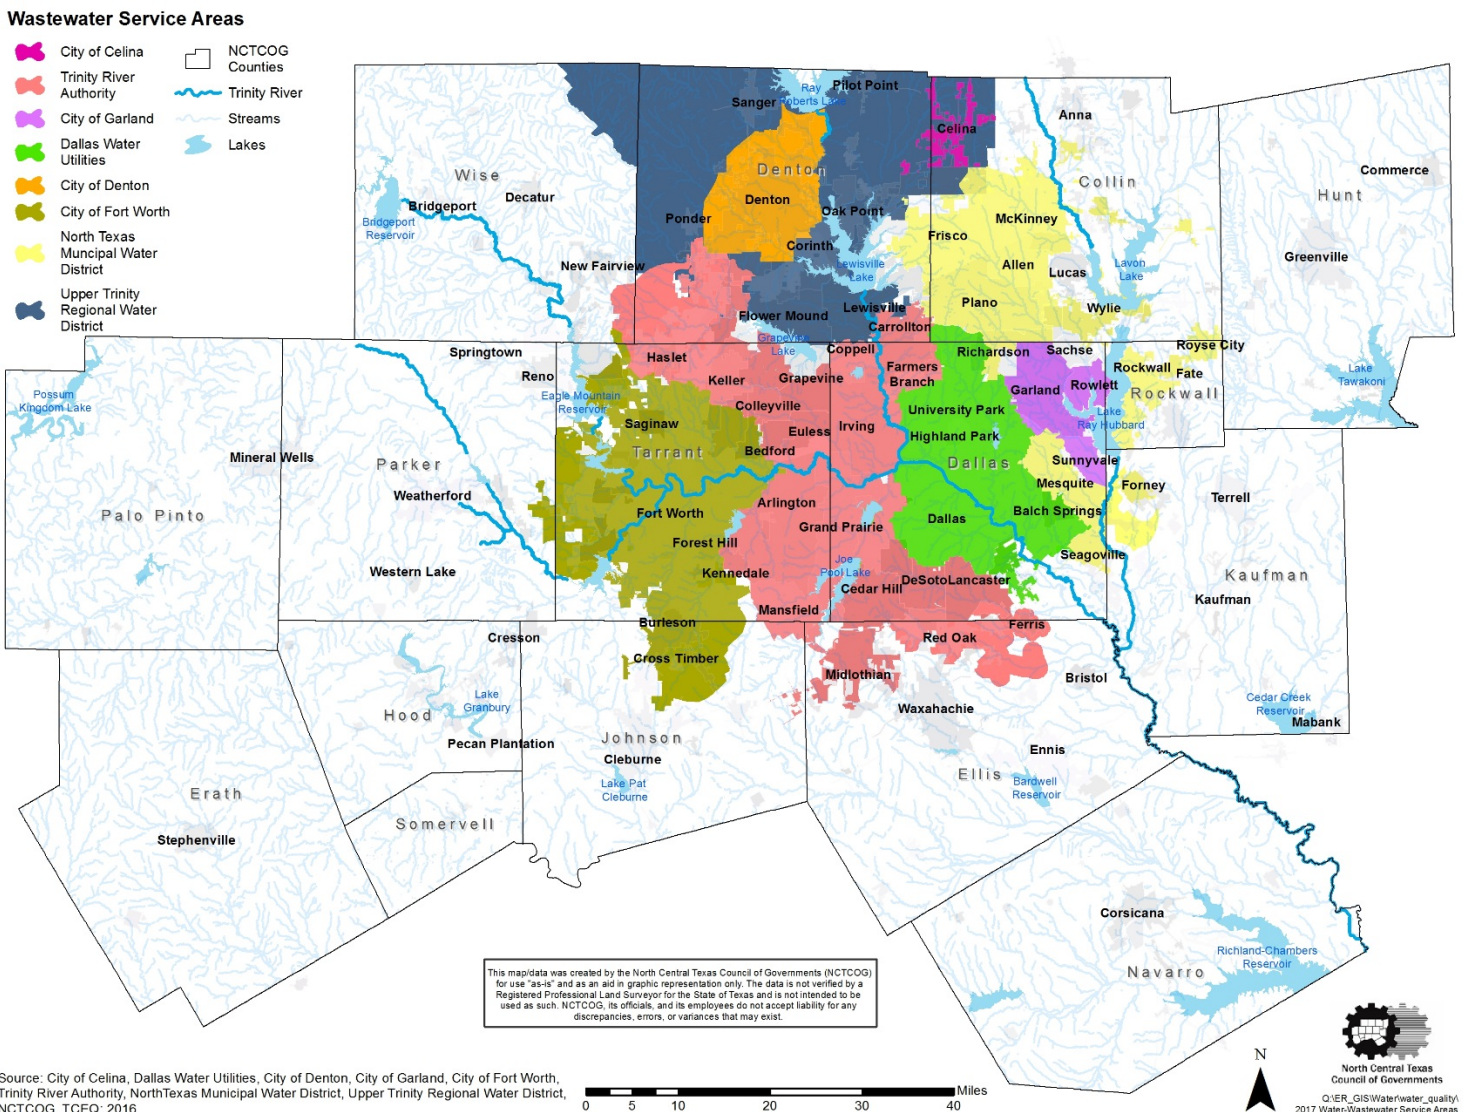 Wastewater Service Areas
City of Celina
Trinity River
Authority
City of Garland
Dallas Water
Utilities
City of Denton
City of Fort Worth
North Texas
Muncipal Water
District
Upper Trinity
Regional Water
District
NCTCOG
Counties
Trinity River
Streams
Lakes
Ray
Roberts Lake
Pilot Point
Sanger
Celina
Anna
Commerce
Denton
Collin
Hunt
Wise
Decatur
Bridgeport
Bridgeport
Reservoir
Denton
Oak Point
Ponder
McKinney
Frisco
Corinth
Greenville
New Fairview
Lewisville
Lake
Allen
Lucas
Lavon
Lake
Plano
Wylie
Flower Mound
Lewisville
Carrollton
Grapevine
Lake
Coppell
Richardson
Sachse
Royse City
Springtown
Haslet
Reno
Keller
Grapevine
Farmers
Branch
Garland
Rowlett
Rockwall
Fate
Rockwall
Lake
Tawakoni
Possum
Kingdom Lake
Eagle Mountain
Reservoir
Colleyville
University Park
Lake
Ray Hubbard
Saginaw
Euless
Irving
Highland Park
Mineral Wells
Parker
Tarrant
Bedford
Dallas
Sunnyvale
Mesquite
Forney
Weatherford
Terrell
Palo Pinto
Fort Worth
Arlington
Grand Prairie
Dallas
Balch Springs
Forest Hill
Seagoville
Western Lake
Kennedale
Joe
Pool Lake
Cedar Hill
DeSoto
Lancaster
Kaufman
Kaufman
Mansfield
Burleson
Ferris
Cresson
Red Oak
Cross Timber
Midlothian
Bristol
Lake
Granbury
Hood
Waxahachie
Cedar Creek
Reservoir
Mabank
Pecan Plantation
Johnson
Cleburne
Ennis
Lake Pat
Cleburne
Ellis
Bardwell
Reservoir
Erath
Somervell
Stephenville
Corsicana
Richland-Chambers
Reservoir
Navarro
This map/data was created by the North Central Texas Council of Governments (NCTCOG)
for use "as-is" and as an aid in graphic representation only. The data is not verified by a
Registered Professional Land Surveyor for the State of Texas and is not intended to be
used as such. NCTCOG, its officials, and its employees do not accept liability for any
discrepancies, errors, or variances that may exist.
Source: City of Celina, Dallas Water Utilities, City of Denton, City of Garland, City of Fort Worth,
Trinity River Authority, NorthTexas Municipal Water District, Upper Trinity Regional Water District,
NCTCOG, TCEQ; 2016
Miles
0 5 10 20 30 40
N
North Central Texas
Council of Governments
Q:\ER_GIS\Water\water_quality\
2017 Water-Wastewater Service Areas